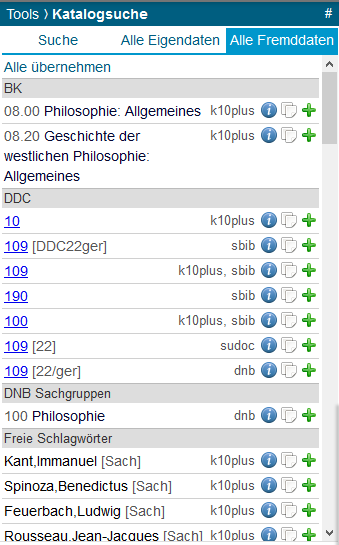 Tools 〉 Katalogsuche #
Suche Alle Eigendaten Alle Fremddaten
Alle übernehmen
BK
08.00 Philosophie: Allgemeines k10plus
08.20 Geschichte der k10plus
westlichen Philosophie:
Allgemeines
DDC
10 k10plus
109 [DDC22ger] sbib
109 k10plus, sbib
190 sbib
100 k10plus, sbib
109 [22] sudoc
109 [22/ger] dnb
DNB Sachgruppen
100 Philosophie dnb
Freie Schlagwörter
Kant,Immanuel [Sach] k10plus
Spinoza,Benedictus [Sach] k10plus
Feuerbach,Ludwig [Sach] k10plus
Rousseau,Jean-Jacques [Sach] k10plus